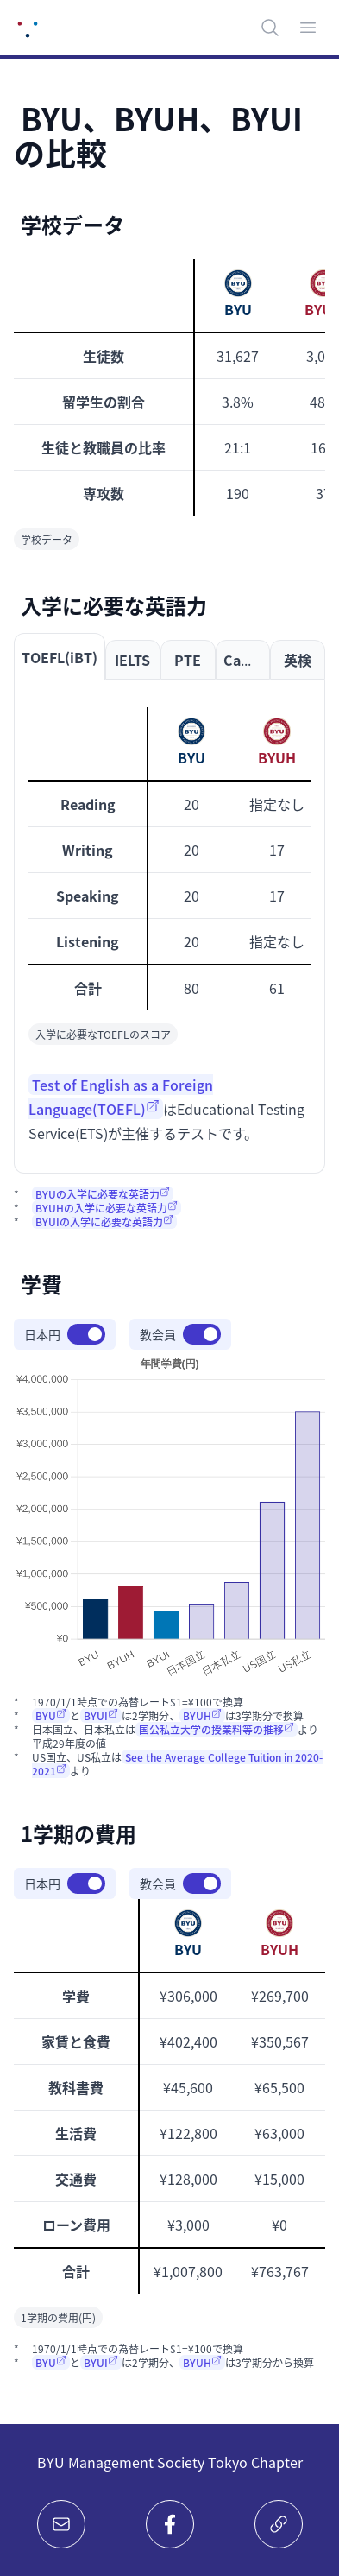 BYU、BYUH、BYUI
の比較
学校データ
BYU
生徒数 31,627
留学生の割合 3.8%
生徒と教職員の比率 21:1
専攻数 190
学校データ
入学に必要な英語力
TOEFL(iBT) IELTS PTE Ca... 英検
BYU BYUH
Reading 20 指定なし
Writing 20 17
Speaking 20 17
Listening 20 指定なし
合計 80 61
入学に必要なTOEFLのスコア
Test of English as a Foreign
Language(TOEFL) はEducational Testing
Service(ETS)が主催するテストです。
* BYUの入学に必要な英語力
* BYUHの入学に必要な英語力
* BYUIの入学に必要な英語力
学費
日本円 教会員
年間学費(円)
¥4,000,000
¥3,500,000
¥3,000,000
¥2,500,000
¥2,000,000
¥1,500,000
¥1,000,000
¥500,000
¥0
BYU BYUH BYUI 日本国立 日本私立 US国立 US私立
* 1970/1/1時点での為替レート$1=¥100で換算
* BYU と BYUI は2学期分、 BYUH は3学期分で換算
* 日本国立、日本私立は 国公私立大学の授業料等の推移 より
平成29年度の値
* US国立、US私立は See the Average College Tuition in 2020-
2021 より
1学期の費用
日本円 教会員
BYU BYUH
学費 ¥306,000 ¥269,700
家賃と食費 ¥402,400 ¥350,567
教科書費 ¥45,600 ¥65,500
生活費 ¥122,800 ¥63,000
交通費 ¥128,000 ¥15,000
ローン費用 ¥3,000 ¥0
合計 ¥1,007,800 ¥763,767
1学期の費用(円)
* 1970/1/1時点での為替レート$1=¥100で換算
* BYU と BYUI は2学期分、 BYUH は3学期分から換算
BYU Management Society Tokyo Chapter